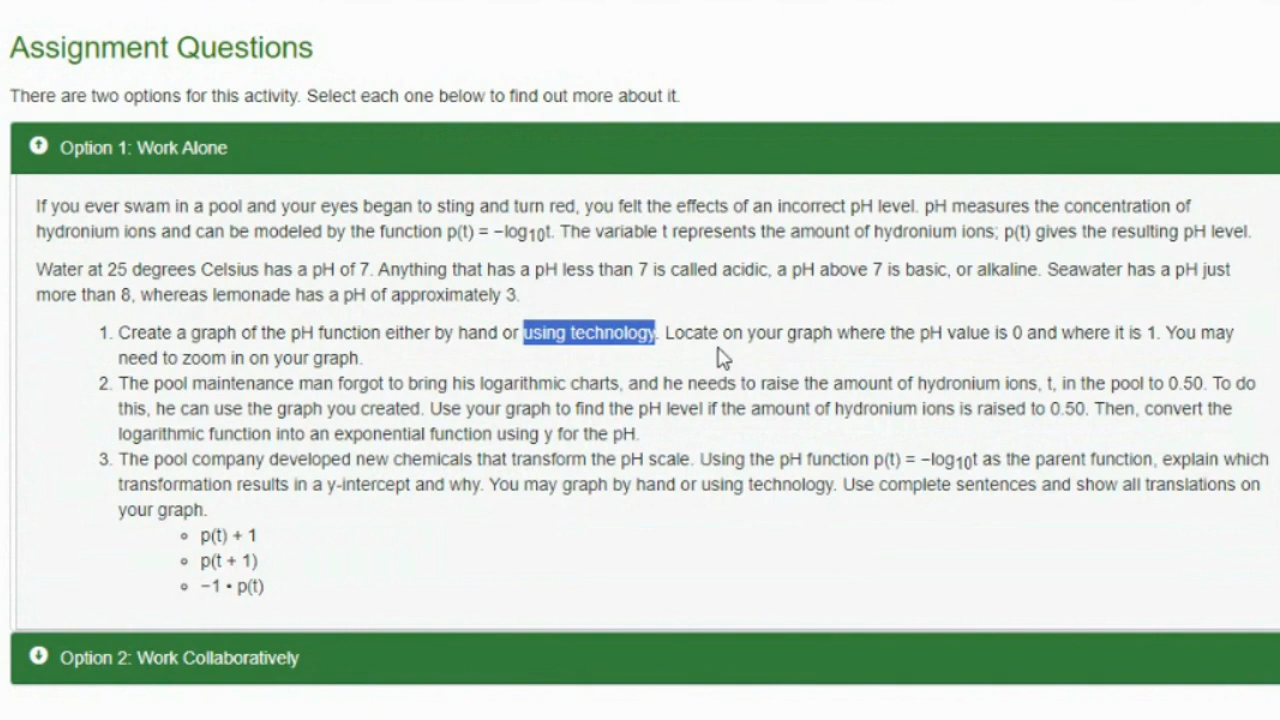 Assignment Questions
There are two options for this activity. Select each one below to find out more about it.
Option 1: Work Alone
If you ever swam in a pool and your eyes began to sting and turn red, you felt the effects of an incorrect pH level. pH measures the concentration of
hydronium ions and can be modeled by the function p(t) = −log₁₀t. The variable t represents the amount of hydronium ions; p(t) gives the resulting pH level.
Water at 25 degrees Celsius has a pH of 7. Anything that has a pH less than 7 is called acidic, a pH above 7 is basic, or alkaline. Seawater has a pH just
more than 8, whereas lemonade has a pH of approximately 3.
1. Create a graph of the pH function either by hand or using technology. Locate on your graph where the pH value is 0 and where it is 1. You may
need to zoom in on your graph.
2. The pool maintenance man forgot to bring his logarithmic charts, and he needs to raise the amount of hydronium ions, t, in the pool to 0.50. To do
this, he can use the graph you created. Use your graph to find the pH level if the amount of hydronium ions is raised to 0.50. Then, convert the
logarithmic function into an exponential function using y for the pH.
3. The pool company developed new chemicals that transform the pH scale. Using the pH function p(t) = −log₁₀t as the parent function, explain which
transformation results in a y-intercept and why. You may graph by hand or using technology. Use complete sentences and show all translations on
your graph.
∘ p(t) + 1
∘ p(t + 1)
∘ −1 • p(t)
Option 2: Work Collaboratively